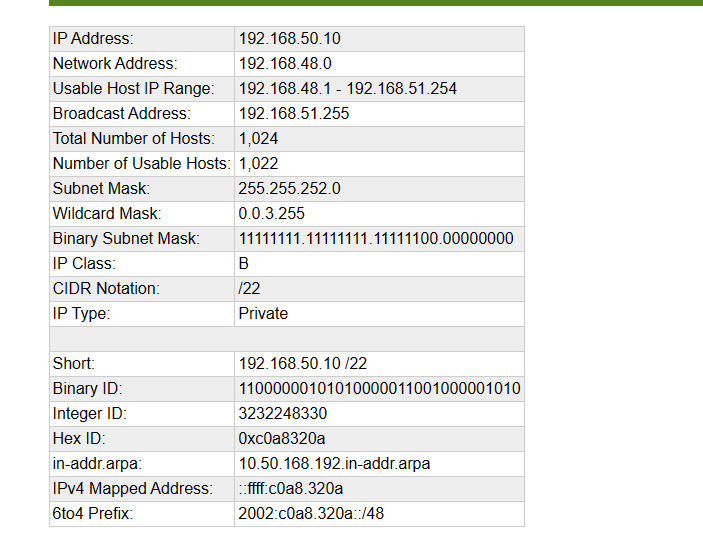 IP Address: 192.168.50.10
Network Address: 192.168.48.0
Usable Host IP Range: 192.168.48.1 - 192.168.51.254
Broadcast Address: 192.168.51.255
Total Number of Hosts: 1,024
Number of Usable Hosts: 1,022
Subnet Mask: 255.255.252.0
Wildcard Mask: 0.0.3.255
Binary Subnet Mask: 11111111.11111111.11111100.00000000
IP Class: B
CIDR Notation: /22
IP Type: Private
Short: 192.168.50.10 /22
Binary ID: 11000000101010000011001000001010
Integer ID: 3232248330
Hex ID: 0xc0a8320a
in-addr.arpa: 10.50.168.192.in-addr.arpa
IPv4 Mapped Address: ::ffff:c0a8.320a
6to4 Prefix: 2002:c0a8.320a::/48